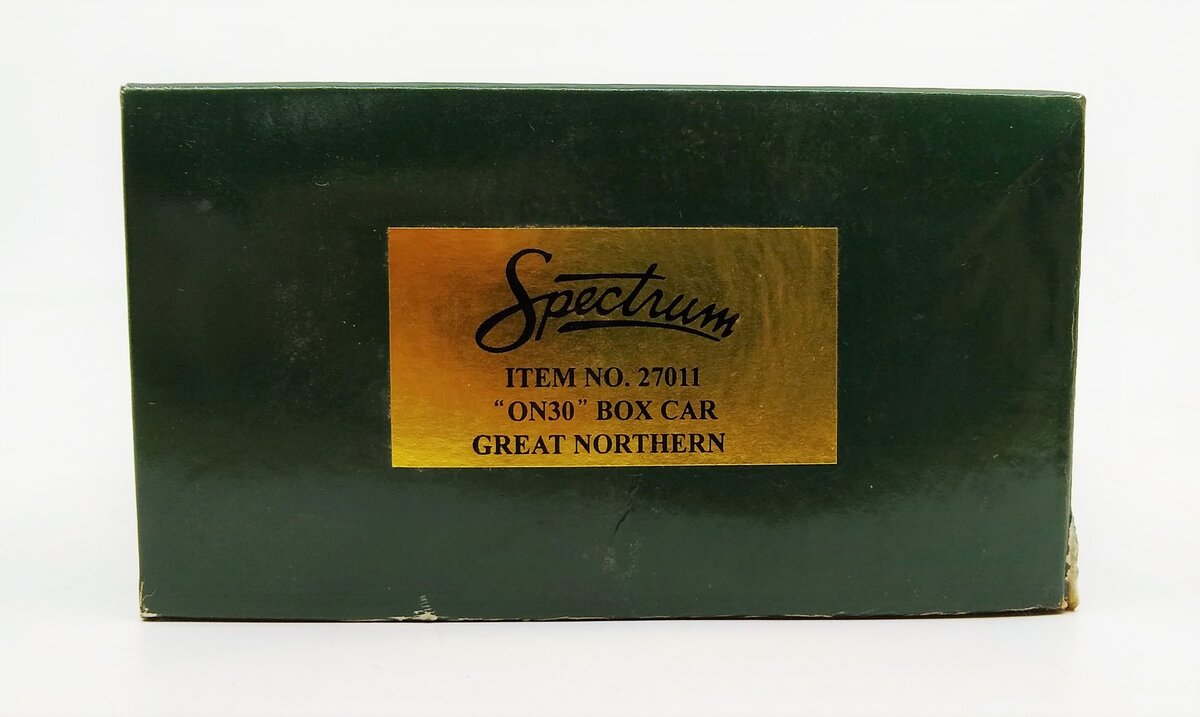 Spectrum
ITEM NO. 27011
“ON30” BOX CAR
GREAT NORTHERN